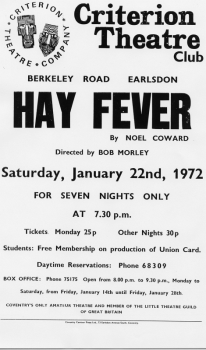 CRITERION
THEATRE
COMPANY
Criterion
Theatre
Club
BERKELEY ROAD EARLSDON
HAY FEVER
By NOEL COWARD
Directed by BOB MORLEY
Saturday, January 22nd, 1972
FOR SEVEN NIGHTS ONLY
AT 7.30 p.m.
Tickets Monday 25p Other Nights 30p
Students: Free Membership on production of Union Card.
Daytime Reservations: Phone 68309
BOX OFFICE: Phone 75175 Open from 8.00 p.m. to 9.30 p.m., Monday to
Saturday, from Friday, January 14th until Friday, January 28th.
COVENTRY'S ONLY AMATEUR THEATRE AND MEMBER OF THE LITTLE THEATRE GUILD
OF GREAT BRITAIN